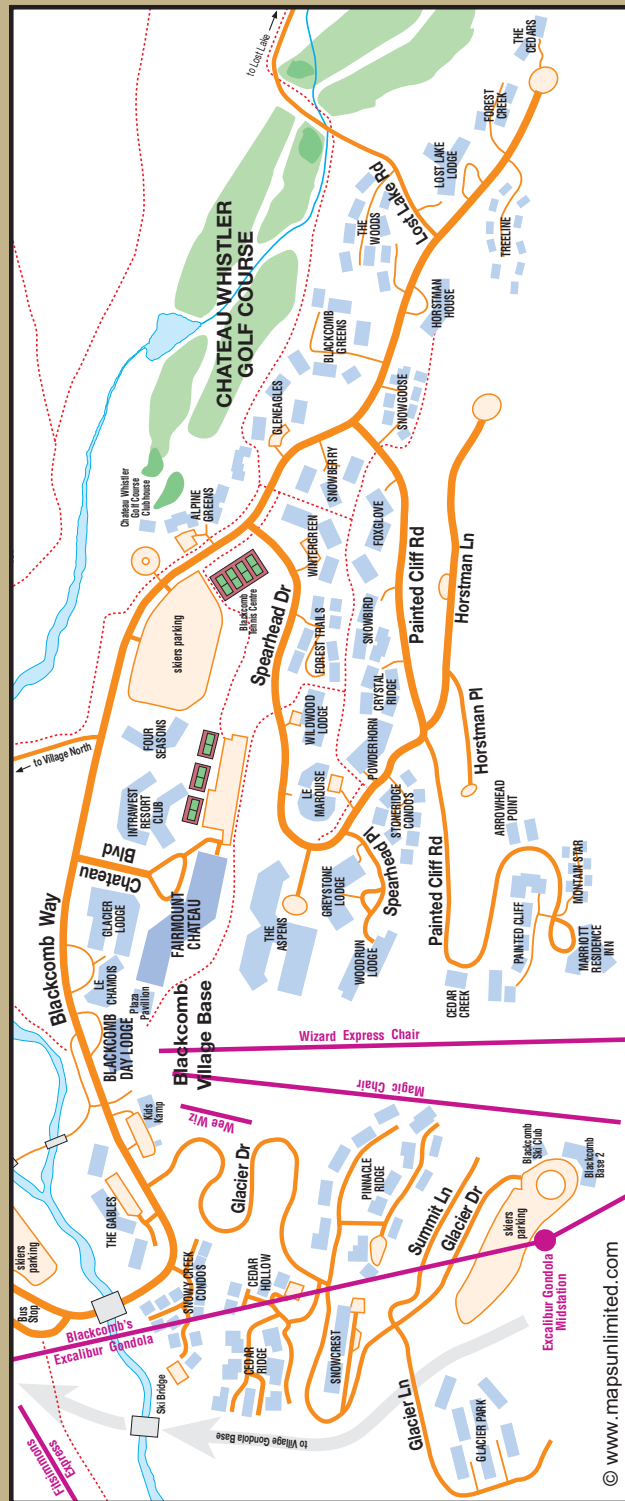 to Lost Lake
CHATEAU WHISTLER
GOLF COURSE
THE CEDARS
FOREST
CREEK
LOST LAKE
LODGE
Lost Lake Rd
THE
WOODS
TREELINE
HORSTMAN
HOUSE
BLACKCOMB
GREENS
GLENEAGLES
SNOWGOOSE
SNOWBERRY
Chateau Whistler
Golf Course
Clubhouse
ALPINE
GREENS
WINTERGREEN
FOXGLOVE
Painted Cliff Rd
Horstman Ln
Blackcomb
Tennis Centre
skiers parking
Spearhead Dr
FOREST TRAILS
SNOWBIRD
CRYSTAL
RIDGE
WILDWOOD
LODGE
POWDERHORN
Horstman Pl
to Village North
FOUR
SEASONS
INTRAWEST
RESORT
CLUB
LE
MARQUISE
STONERIDGE
CONDO'S
ARROWHEAD
POINT
Chateau
Blvd
Blackcomb Way
GLACIER
LODGE
FAIRMOUNT
CHATEAU
THE
ASPENS
GREYSTONE
LODGE
Spearhead Pl
WOODRUN
LODGE
Painted Cliff Rd
PAINTED CLIFF
MONTAIN STAR
MARRIOTT
RESIDENCE
INN
CEDAR
CREEK
LE
CHAMOIS
Plaza
Pavillion
BLACKCOMB
DAY LODGE
Blackcomb
Village Base
Wizard Express Chair
Magic Chair
Wee Wiz
Kids
Kamp
THE GABLES
Glacier Dr
PINNACLE
RIDGE
Summit Ln
Glacier Dr
Blackcomb
Ski Club
Blackcomb
Base 2
skiers
parking
Excalibur Gondola
Midstation
skiers
parking
Bus
Stop
SNOWY CREEK
CONDO'S
CEDAR
HOLLOW
CEDAR
RIDGE
SNOWCREST
Blackcomb's
Excalibur Gondola
Ski Bridge
to Village Gondola Base
Glacier Ln
GLACIER PARK
Fitsimmons
Express
© www.mapsunlimited.com